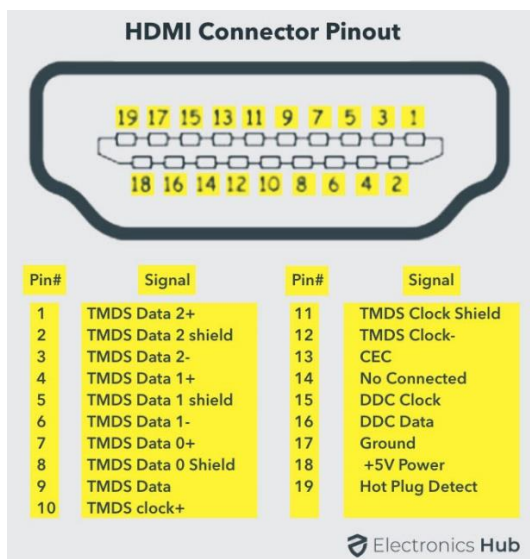 HDMI Connector Pinout
19 17 15 13 11 9 7 5 3 1
18 16 14 12 10 8 6 4 2
Pin# Signal
1 TMDS Data 2+
2 TMDS Data 2 shield
3 TMDS Data 2-
4 TMDS Data 1+
5 TMDS Data 1 shield
6 TMDS Data 1-
7 TMDS Data 0+
8 TMDS Data 0 Shield
9 TMDS Data
10 TMDS clock+
Pin# Signal
11 TMDS Clock Shield
12 TMDS Clock-
13 CEC
14 No Connected
15 DDC Clock
16 DDC Data
17 Ground
18 +5V Power
19 Hot Plug Detect
Electronics Hub